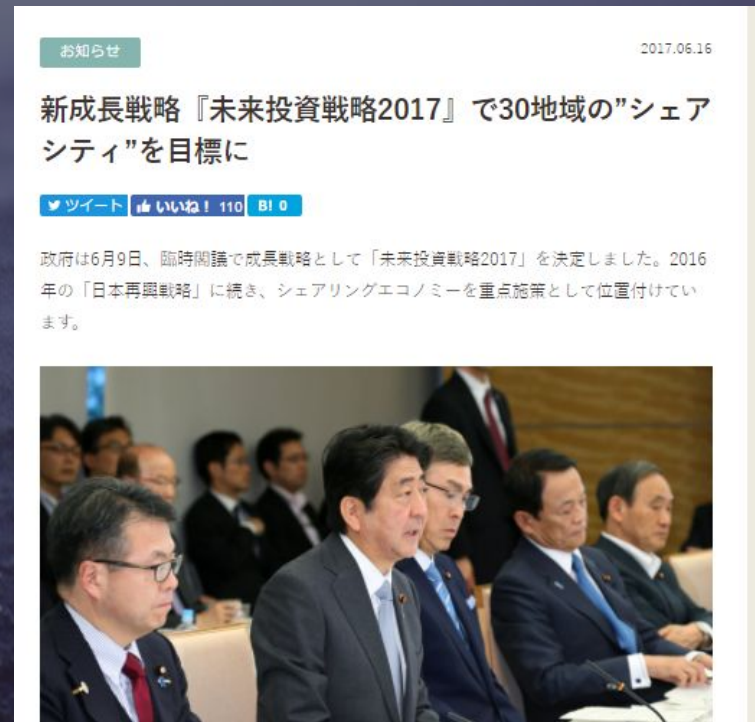 お知らせ
2017.06.16
新成長戦略『未来投資戦略2017』で30地域の”シェア
シティ”を目標に
ツイート いいね! 110 B! 0
政府は6月9日、臨時閣議で成長戦略として「未来投資戦略2017」を決定しました。2016
年の「日本再興戦略」に続き、シェアリングエコノミーを重点施策として位置付けてい
ます。